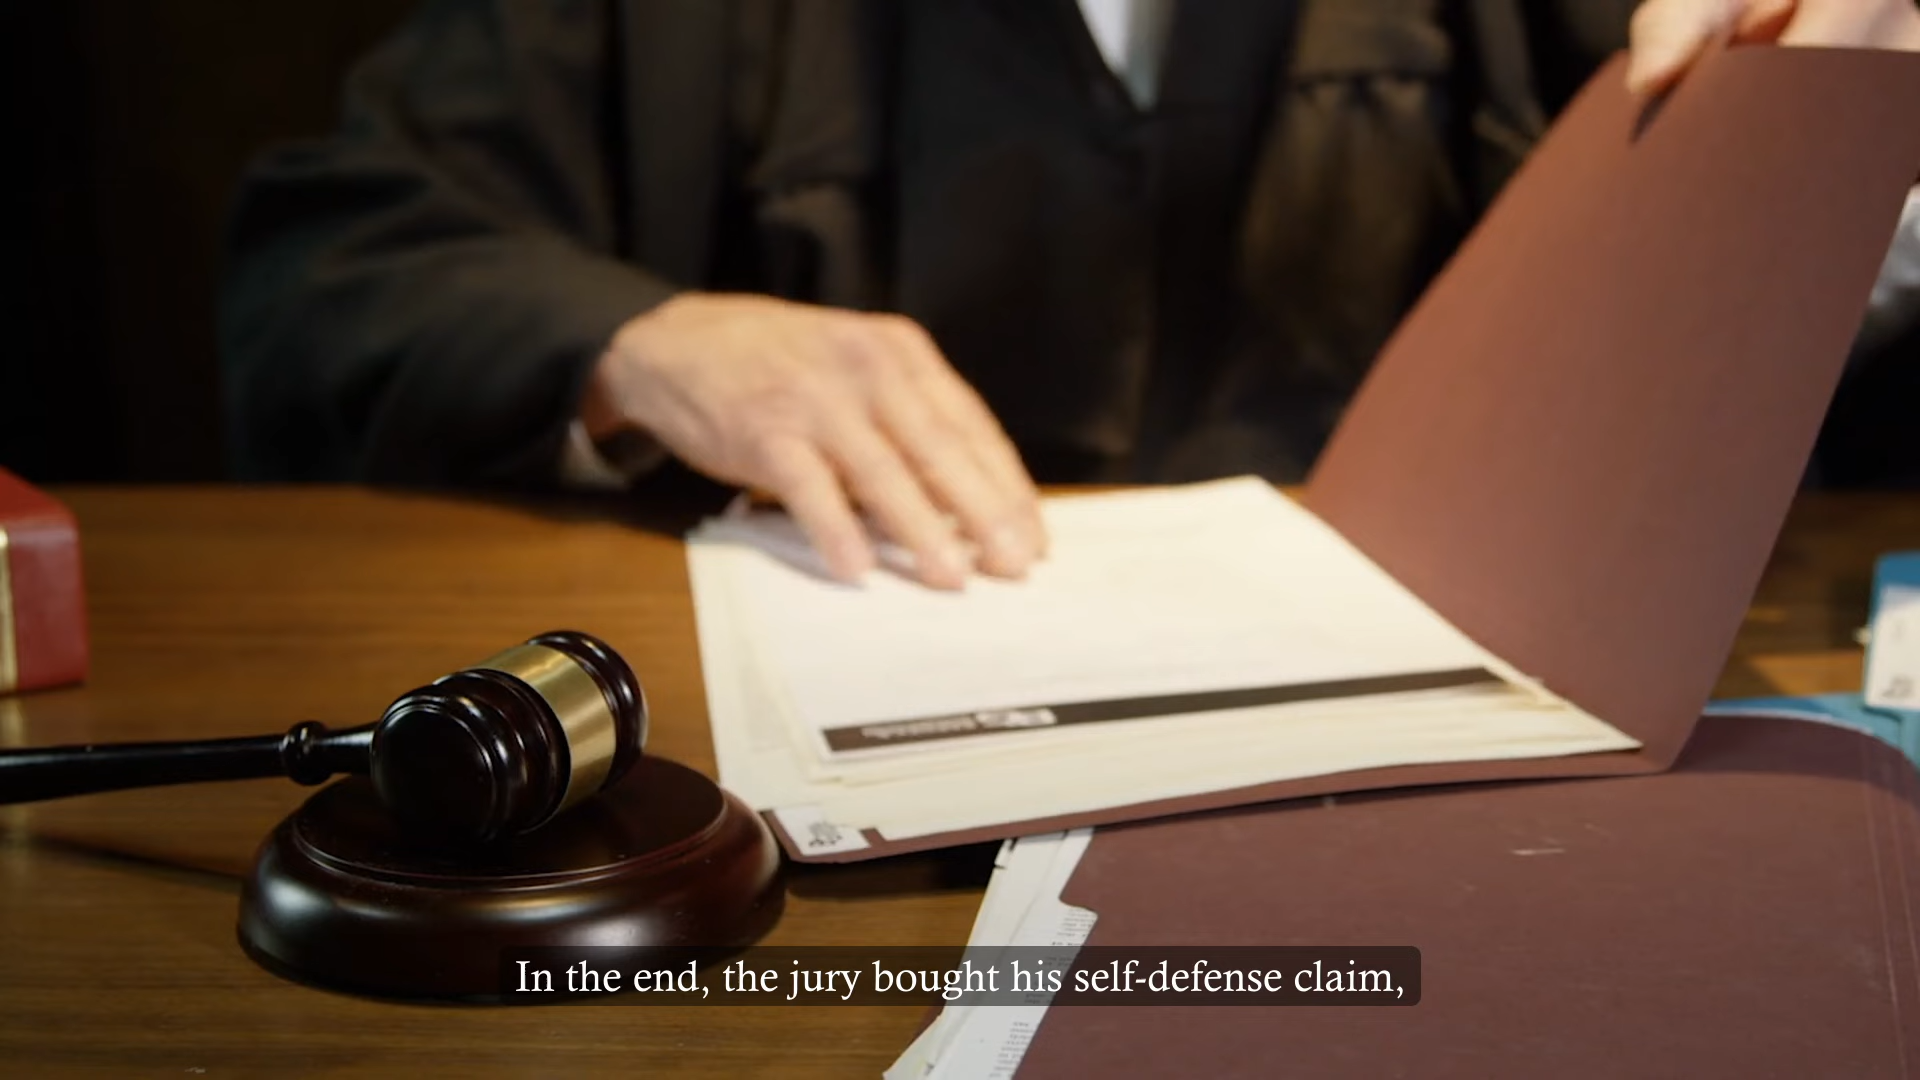 In the end, the jury bought his self-defense claim,